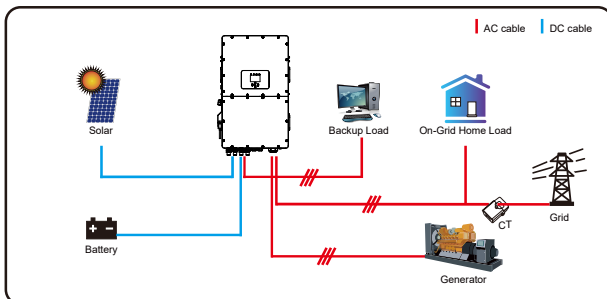 AC cable
DC cable
Solar
Backup Load
On-Grid Home Load
CT
Grid
Battery
Generator